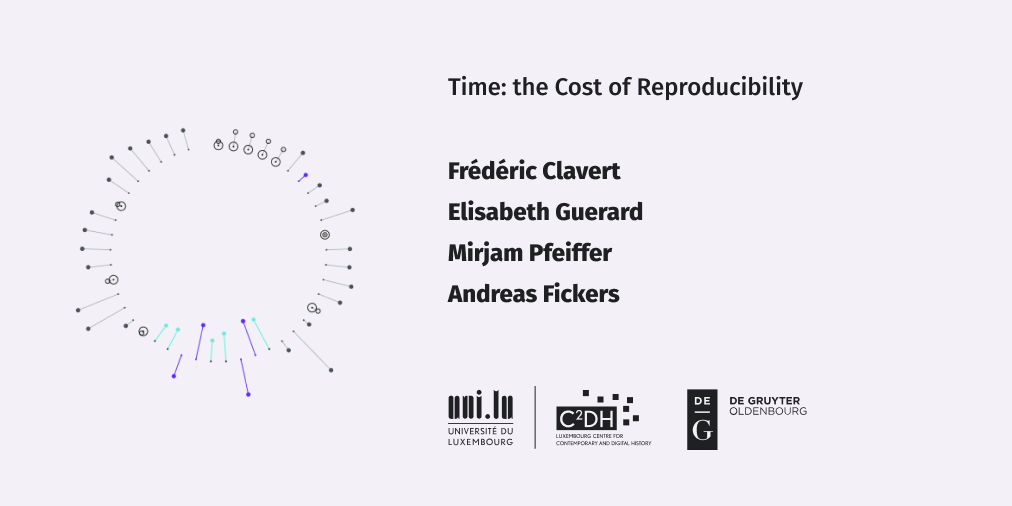 Time: the Cost of Reproducibility
Frédéric Clavert
Elisabeth Guerard
Mirjam Pfeiffer
Andreas Fickers
uni.lu
UNIVERSITÉ DU
LUXEMBOURG
C²DH
LUXEMBOURG CENTRE FOR
CONTEMPORARY AND DIGITAL HISTORY
DE
G
DE GRUYTER
OLDENBOURG